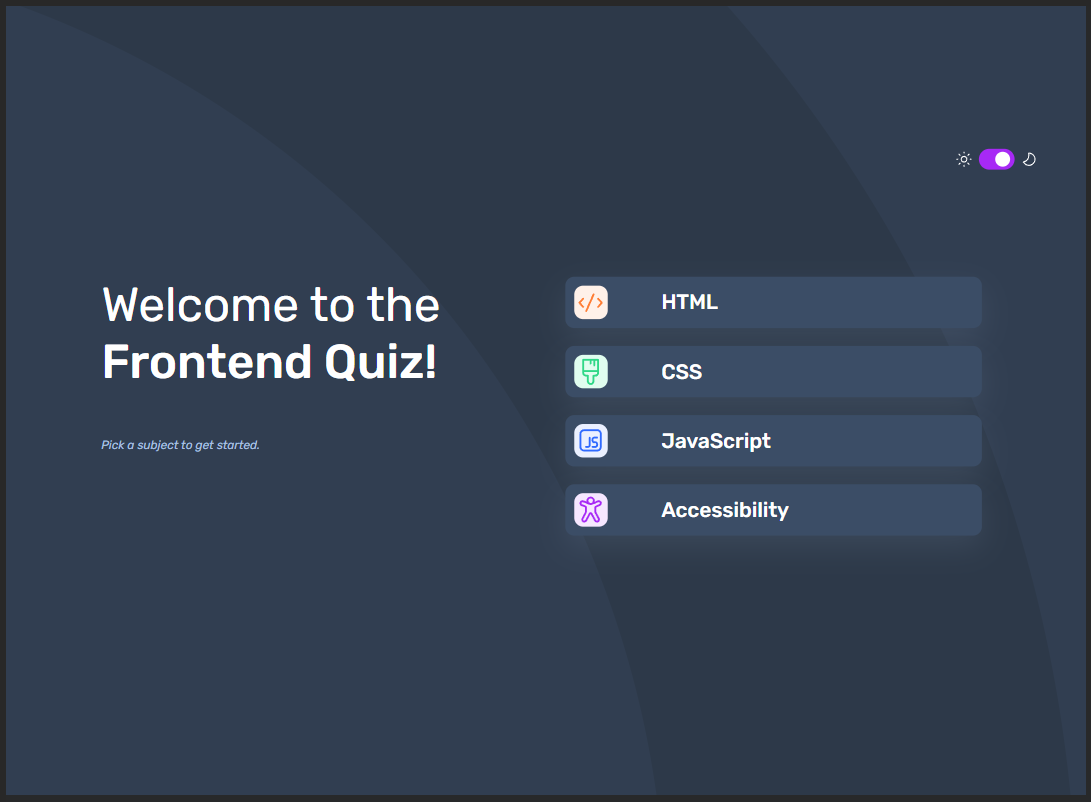 Welcome to the
Frontend Quiz!
Pick a subject to get started.
HTML
CSS
JS
JavaScript
Accessibility